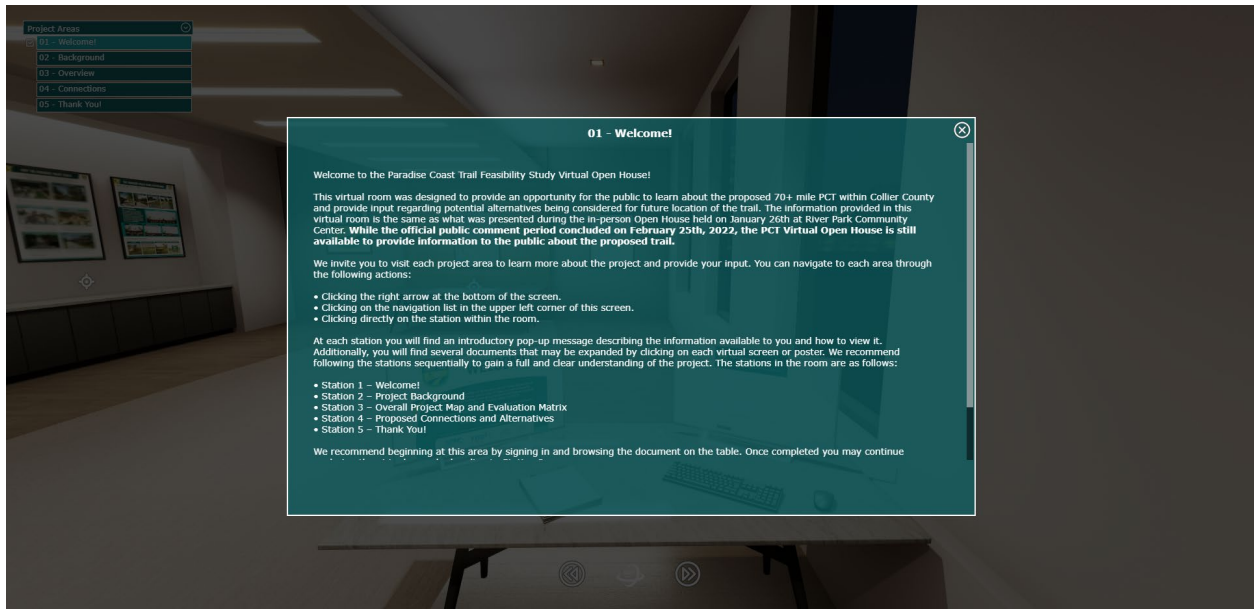 Project Areas
01 - Welcome!
02 - Background
03 - Overview
04 - Connections
05 - Thank You!
01 - Welcome!
Welcome to the Paradise Coast Trail Feasibility Study Virtual Open House!
This virtual room was designed to provide an opportunity for the public to learn about the proposed 70+ mile PCT within Collier County
and provide input regarding potential alternatives being considered for future location of the trail. The information provided in this
virtual room is the same as what was presented during the in-person Open House held on January 26th at River Park Community
Center. While the official public comment period concluded on February 25th, 2022, the PCT Virtual Open House is still
available to provide information to the public about the proposed trail.
We invite you to visit each project area to learn more about the project and provide your input. You can navigate to each area through
the following actions:
• Clicking the right arrow at the bottom of the screen.
• Clicking on the navigation list in the upper left corner of this screen.
• Clicking directly on the station within the room.
At each station you will find an introductory pop-up message describing the information available to you and how to view it.
Additionally, you will find several documents that may be expanded by clicking on each virtual screen or poster. We recommend
following the stations sequentially to gain a full and clear understanding of the project. The stations in the room are as follows:
• Station 1 – Welcome!
• Station 2 – Project Background
• Station 3 – Overall Project Map and Evaluation Matrix
• Station 4 – Proposed Connections and Alternatives
• Station 5 – Thank You!
We recommend beginning at this area by signing in and browsing the document on the table. Once completed you may continue